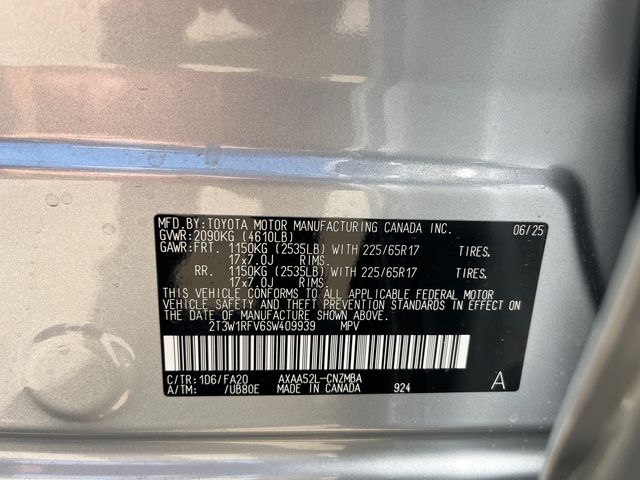 MFD.BY:TOYOTA MOTOR MANUFACTURING CANADA INC. 06/25
GVWR:2090KG (4610LB)
GAWR:FRT. 1150KG (2535LB) WITH 225/65R17 TIRES,
17x7.0J RIMS.
RR. 1150KG (2535LB) WITH 225/65R17 TIRES,
17x7.0J RIMS.
THIS VEHICLE CONFORMS TO ALL APPLICABLE FEDERAL MOTOR
VEHICLE SAFETY AND THEFT PREVENTION STANDARDS IN EFFECT ON
THE DATE OF MANUFACTURE SHOWN ABOVE.
2T3W1RFV6SW409939 MPV
C/TR:1D6/FA20 AXAA52L-CNZMBA
A/TM: /UB80E MADE IN CANADA 924 A